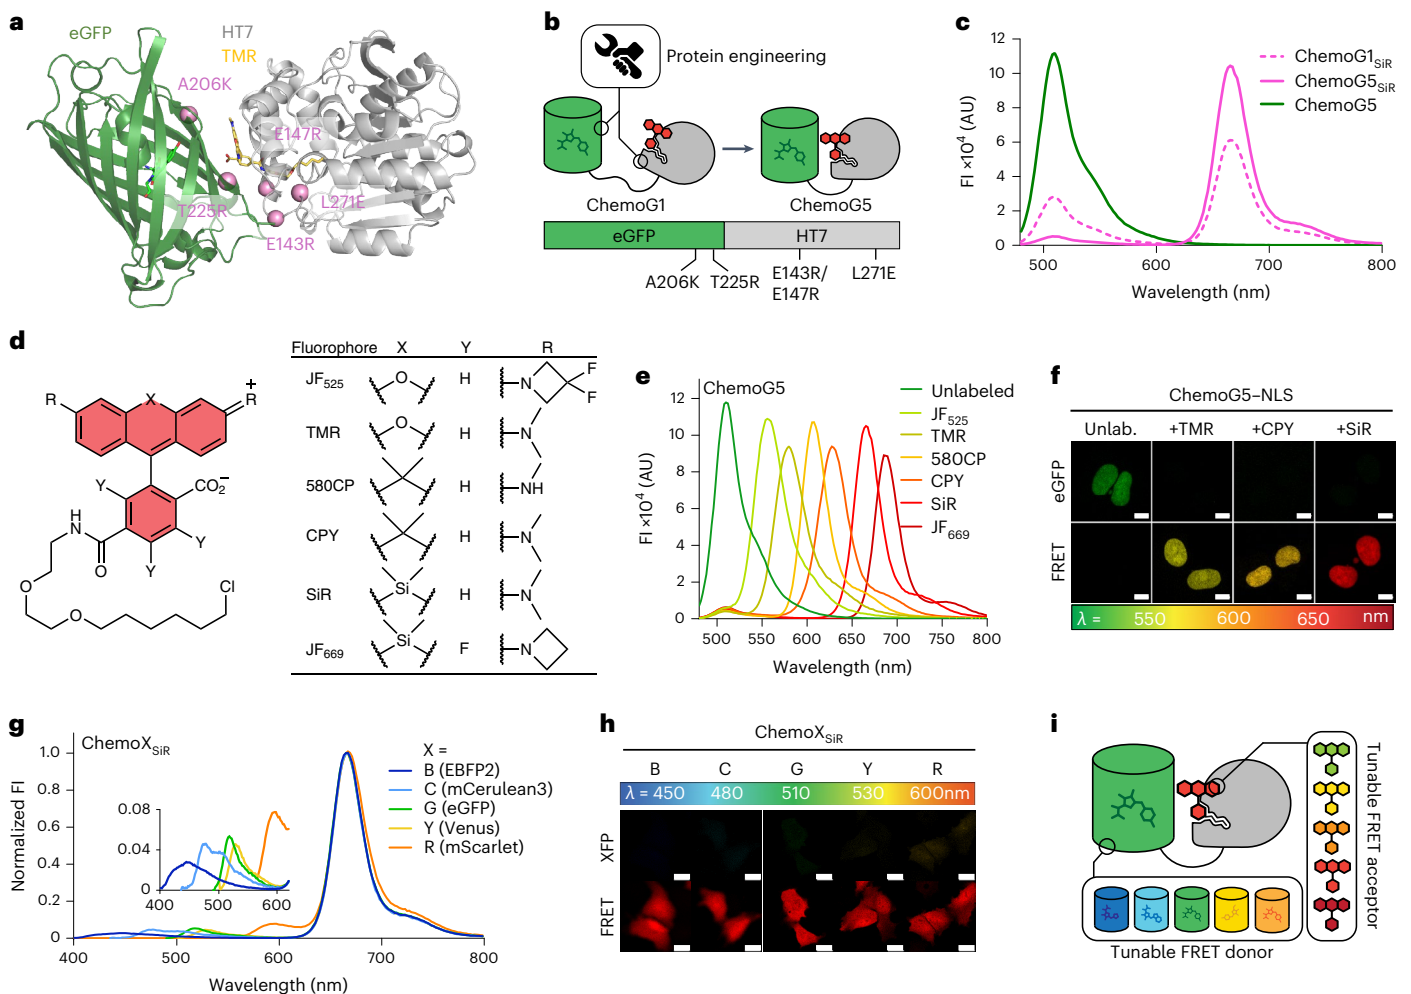 a
eGFP
HT7
TMR
A206K
E147R
T225R
L271E
E143R
b
Protein engineering
ChemoG1
ChemoG5
eGFP
HT7
A206K
T225R
E143R/
E147R
L271E
c
FI ×10⁴ (AU)
12
10
8
6
4
2
0
500
600
700
800
Wavelength (nm)
ChemoG1SiR
ChemoG5SiR
ChemoG5
d
R
X
+
R
Y
CO₂⁻
H
N
O
Y
Y
O
O
Cl
Fluorophore X Y R
JF₅₂₅ O H N F F
TMR O H N
580CP H NH
CPY H N
SiR Si H N
JF₆₆₉ Si F N
e
ChemoG5
FI ×10⁴ (AU)
12
10
8
6
4
2
0
500 550 600 650 700 750 800
Wavelength (nm)
Unlabeled
JF₅₂₅
TMR
580CP
CPY
SiR
JF₆₆₉
f
ChemoG5–NLS
Unlab. +TMR +CPY +SiR
eGFP
FRET
λ = 550 600 650 nm
g
ChemoXSiR
Normalized FI
1.0
0.8
0.6
0.4
0.2
0
400 500 600 700 800
Wavelength (nm)
0.08
0.04
0
400 500 600
X =
B (EBFP2)
C (mCerulean3)
G (eGFP)
Y (Venus)
R (mScarlet)
h
ChemoXSiR
B C G Y R
λ = 450 480 510 530 600nm
XFP
FRET
i
Tunable FRET acceptor
Tunable FRET donor